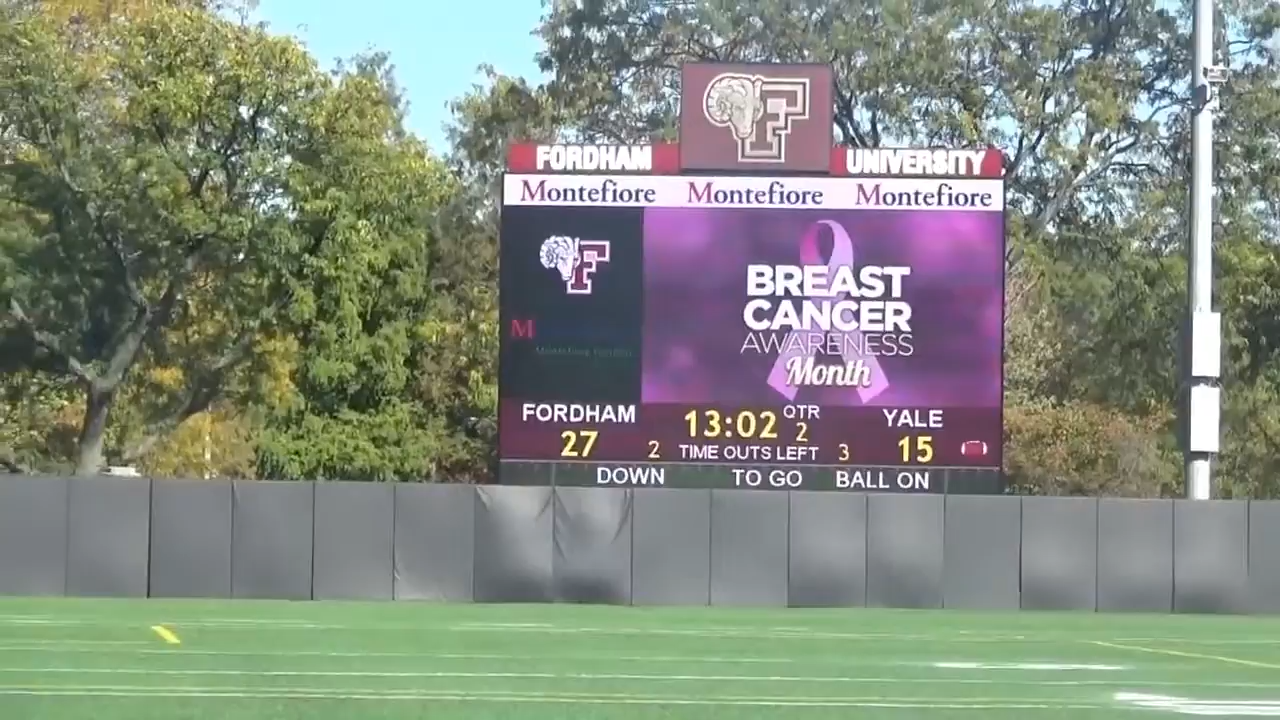 F
FORDHAM UNIVERSITY
Montefiore Montefiore Montefiore
F
BREAST
CANCER
AWARENESS
Month
M
FORDHAM 13:02 QTR YALE
27 2 2 3 15
TIME OUTS LEFT
DOWN TO GO BALL ON